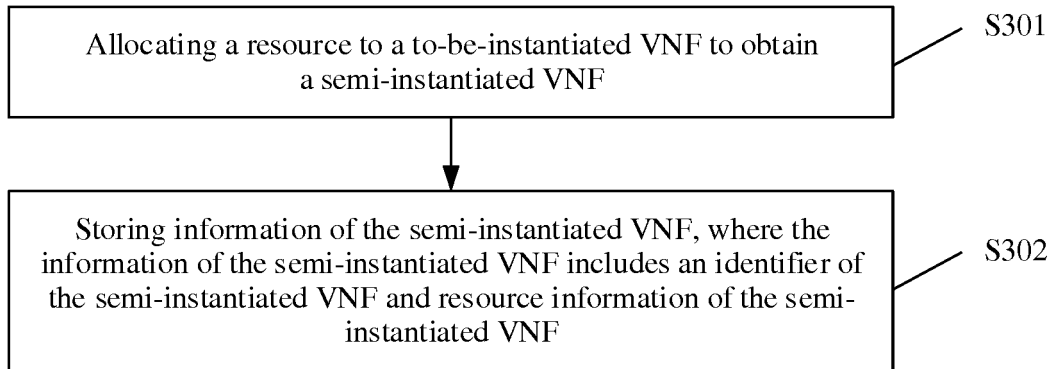 Allocating a resource to a to-be-instantiated VNF to obtain
a semi-instantiated VNF
S301
Storing information of the semi-instantiated VNF, where the
information of the semi-instantiated VNF includes an identifier of
the semi-instantiated VNF and resource information of the semi-
instantiated VNF
S302